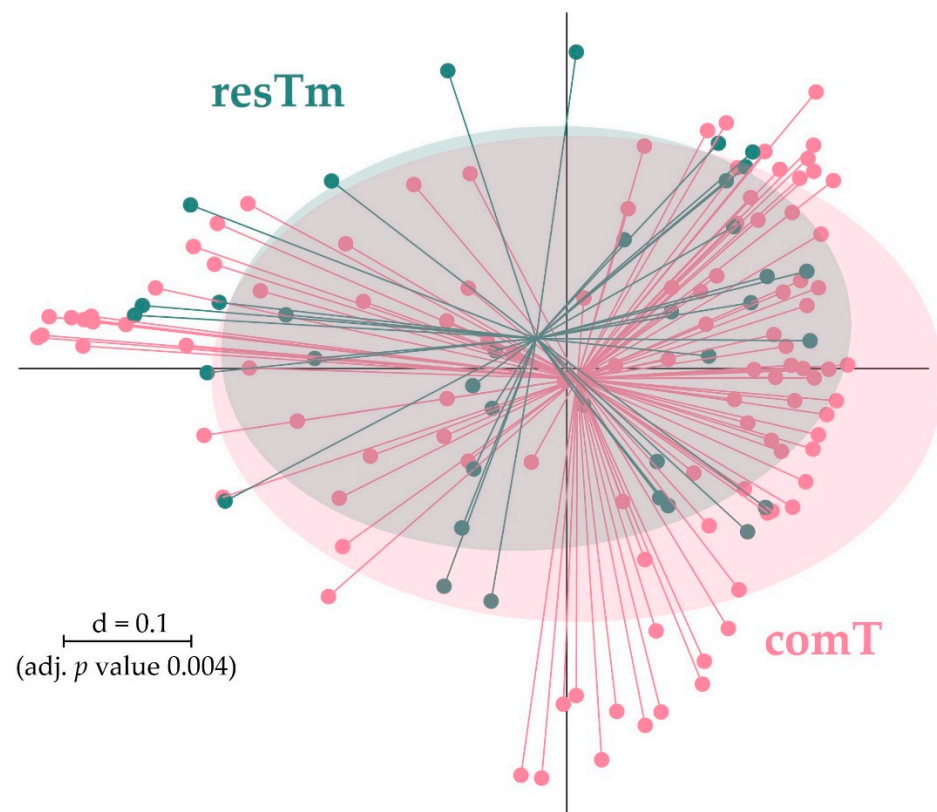 resTm
d = 0.1
(adj. p value 0.004)
comT